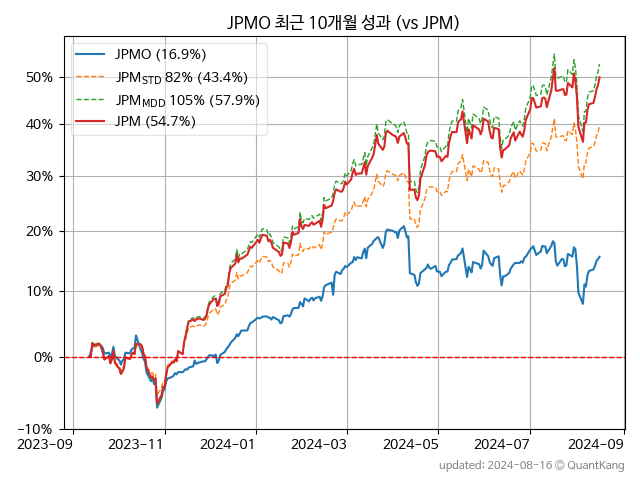 JPMO 최근 10개월 성과 (vs JPM)
JPMO (16.9%)
JPM_STD 82% (43.4%)
JPM_MDD 105% (57.9%)
JPM (54.7%)
50%
40%
30%
20%
10%
0%
−10%
2023-09
2023-11
2024-01
2024-03
2024-05
2024-07
2024-09
updated: 2024-08-16 © QuantKang